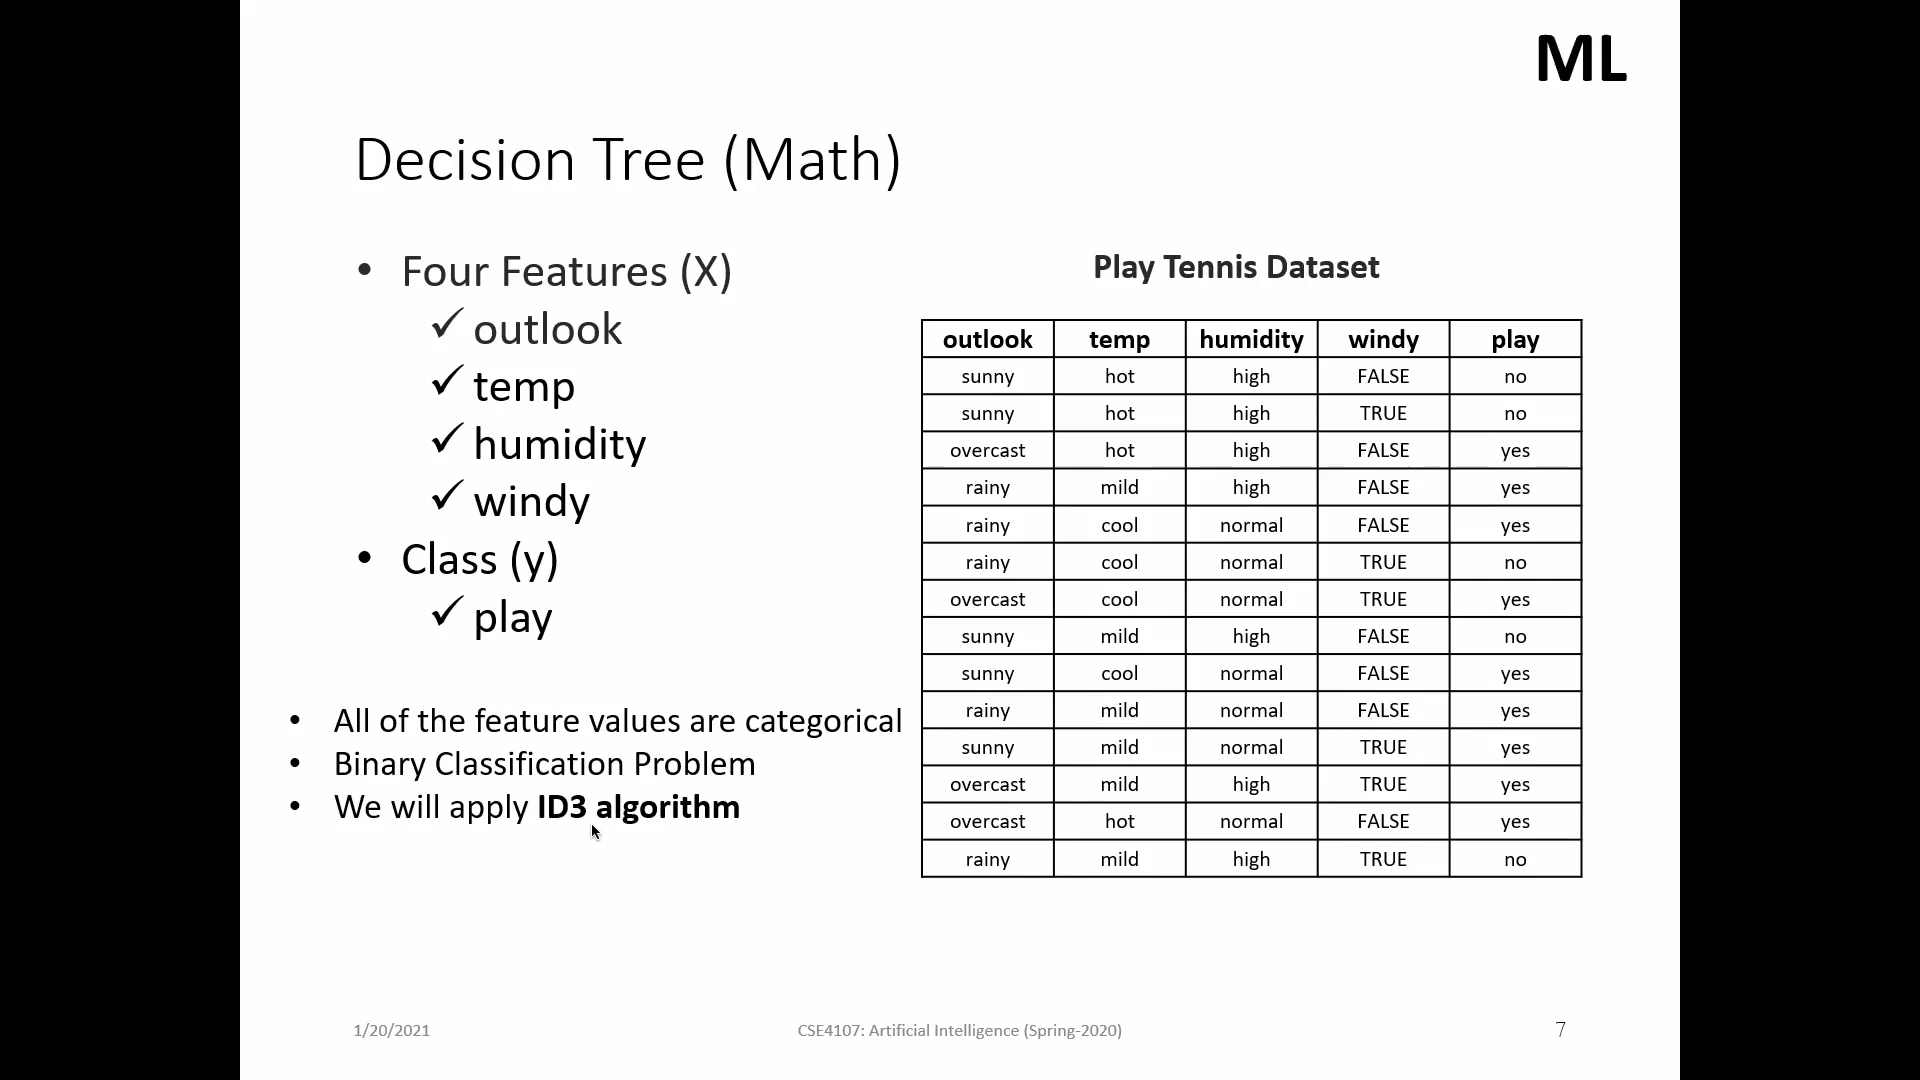 ML
Decision Tree (Math)
• Four Features (X)
✓ outlook
✓ temp
✓ humidity
✓ windy
• Class (y)
✓ play
• All of the feature values are categorical
• Binary Classification Problem
• We will apply ID3 algorithm
Play Tennis Dataset
outlook temp humidity windy play
sunny hot high FALSE no
sunny hot high TRUE no
overcast hot high FALSE yes
rainy mild high FALSE yes
rainy cool normal FALSE yes
rainy cool normal TRUE no
overcast cool normal TRUE yes
sunny mild high FALSE no
sunny cool normal FALSE yes
rainy mild normal FALSE yes
sunny mild normal TRUE yes
overcast mild high TRUE yes
overcast hot normal FALSE yes
rainy mild high TRUE no
1/20/2021
CSE4107: Artificial Intelligence (Spring-2020)
7